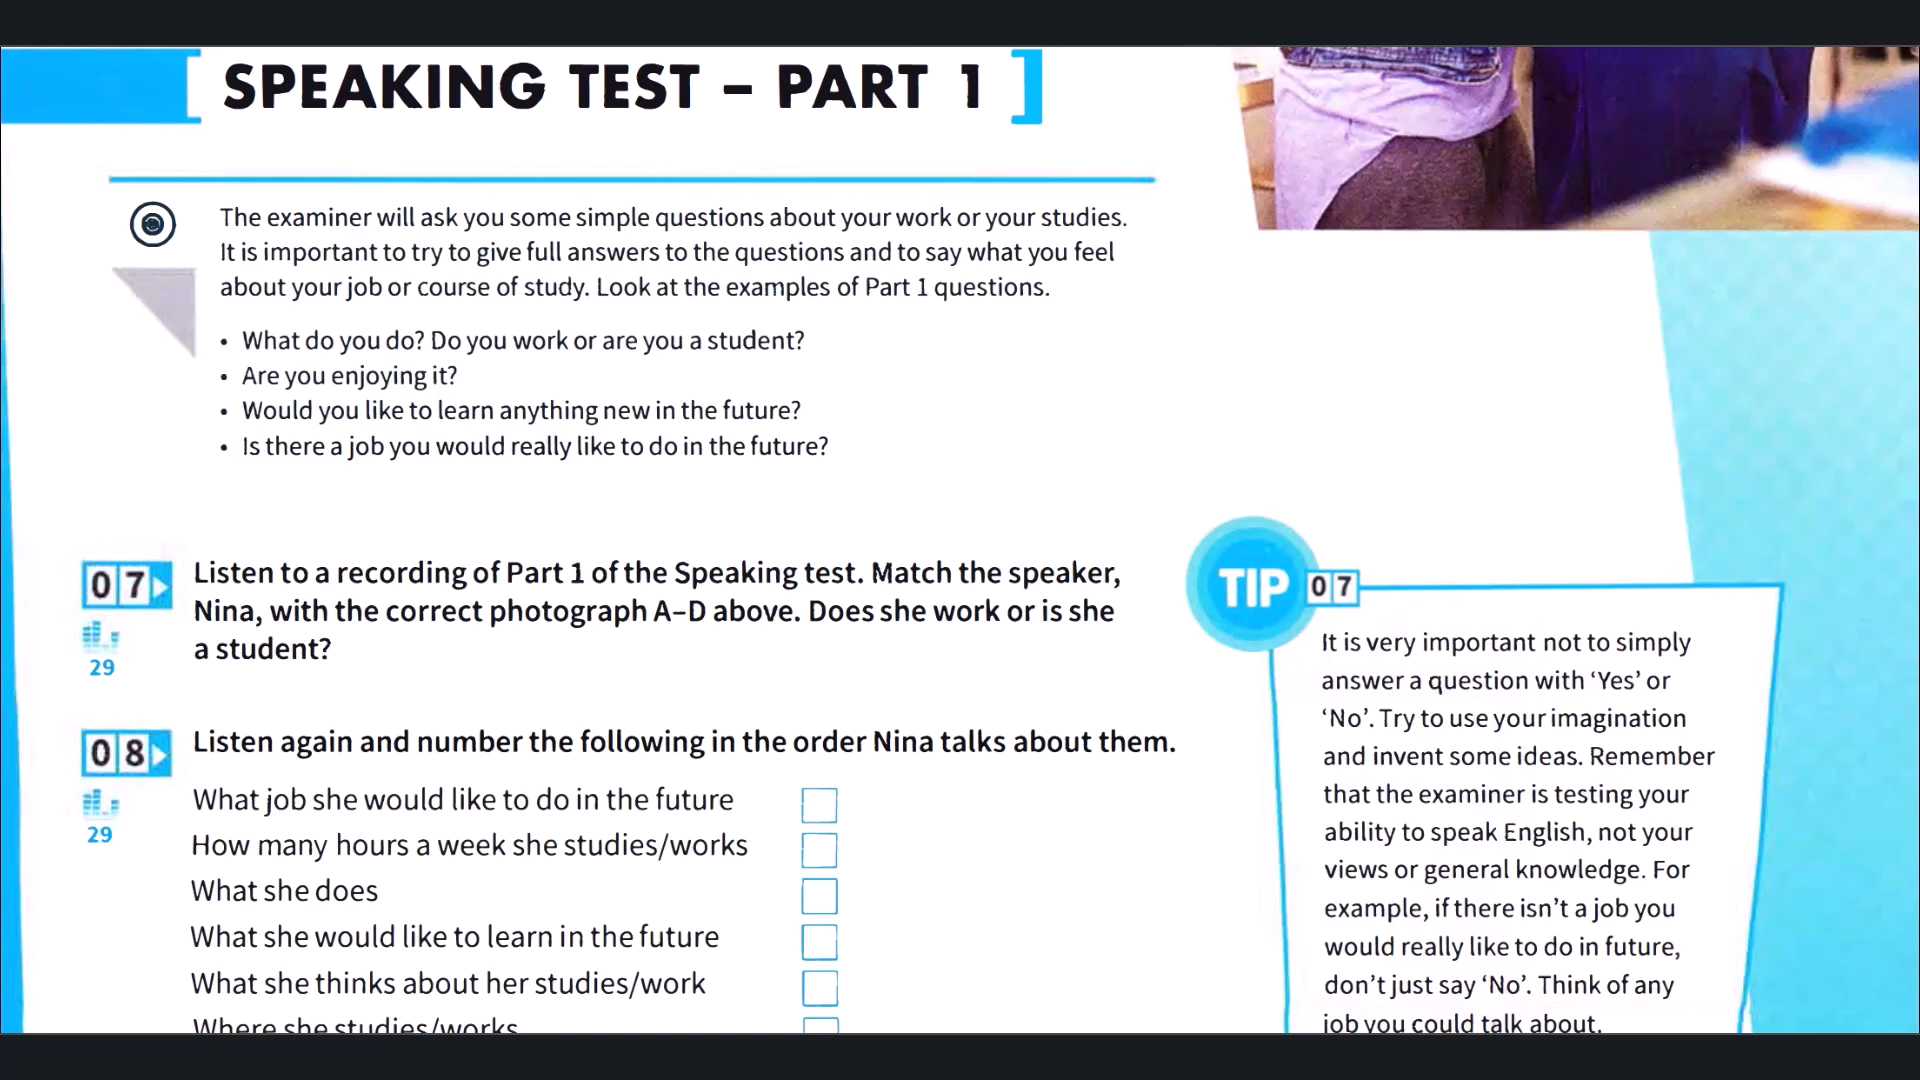 SPEAKING TEST – PART 1
The examiner will ask you some simple questions about your work or your studies.
It is important to try to give full answers to the questions and to say what you feel
about your job or course of study. Look at the examples of Part 1 questions.
• What do you do? Do you work or are you a student?
• Are you enjoying it?
• Would you like to learn anything new in the future?
• Is there a job you would really like to do in the future?
07
Listen to a recording of Part 1 of the Speaking test. Match the speaker,
Nina, with the correct photograph A–D above. Does she work or is she
a student?
29
08
Listen again and number the following in the order Nina talks about them.
29
What job she would like to do in the future
How many hours a week she studies/works
What she does
What she would like to learn in the future
What she thinks about her studies/work
Where she studies/works
TIP 07
It is very important not to simply
answer a question with ‘Yes’ or
‘No’. Try to use your imagination
and invent some ideas. Remember
that the examiner is testing your
ability to speak English, not your
views or general knowledge. For
example, if there isn’t a job you
would really like to do in future,
don’t just say ‘No’. Think of any
job you could talk about.